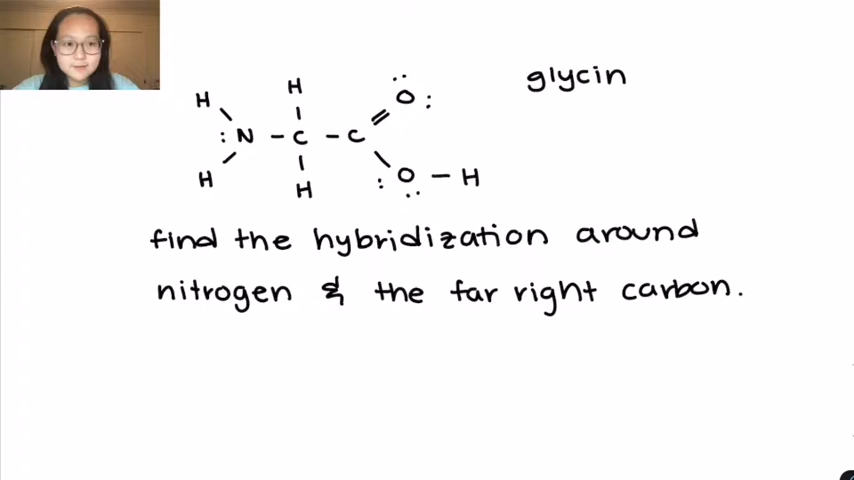 glycin
H H O :
: N - C - C
H H : O - H
find the hybridization around
nitrogen & the far right carbon.